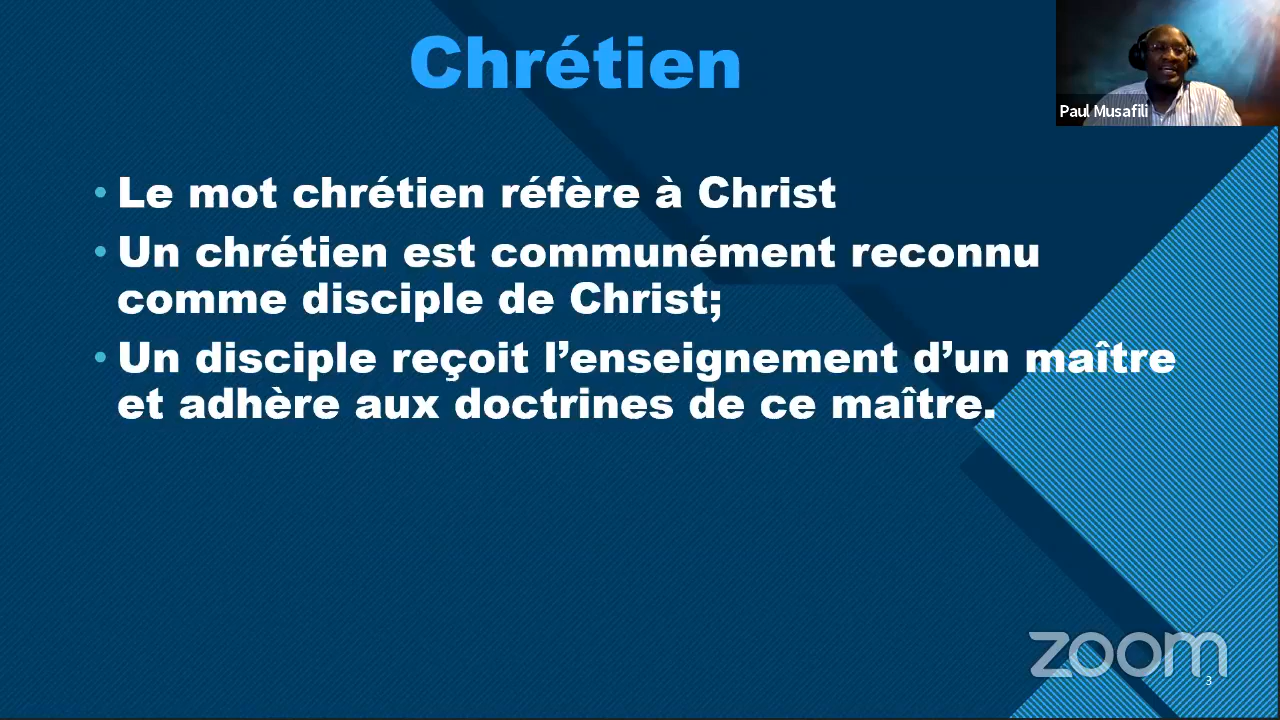 Chrétien
Paul Musafili
• Le mot chrétien réfère à Christ
• Un chrétien est communément reconnu
comme disciple de Christ;
• Un disciple reçoit l’enseignement d’un maître
et adhère aux doctrines de ce maître.
zoom
3